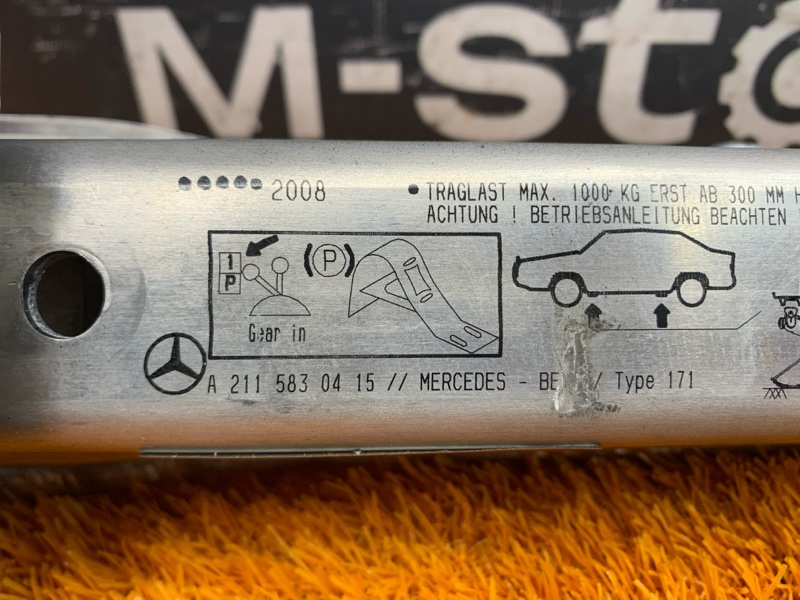 M-Sto
2008
• TRAGLAST MAX. 1000 KG ERST AB 300 MM H
ACHTUNG ! BETRIEBSANLEITUNG BEACHTEN
1
P
(P)
Gear in
A 211 583 04 15 // MERCEDES - BE / Type 171